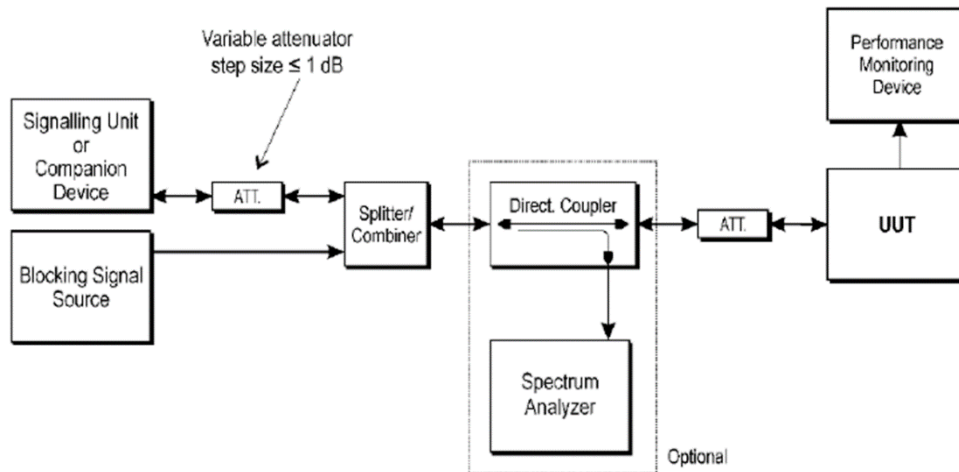 Variable attenuator
step size ≤ 1 dB
Performance
Monitoring
Device
Signalling Unit
or
Companion
Device
ATT.
Splitter/
Combiner
Direct. Coupler
ATT.
UUT
Blocking Signal
Source
Spectrum
Analyzer
Optional